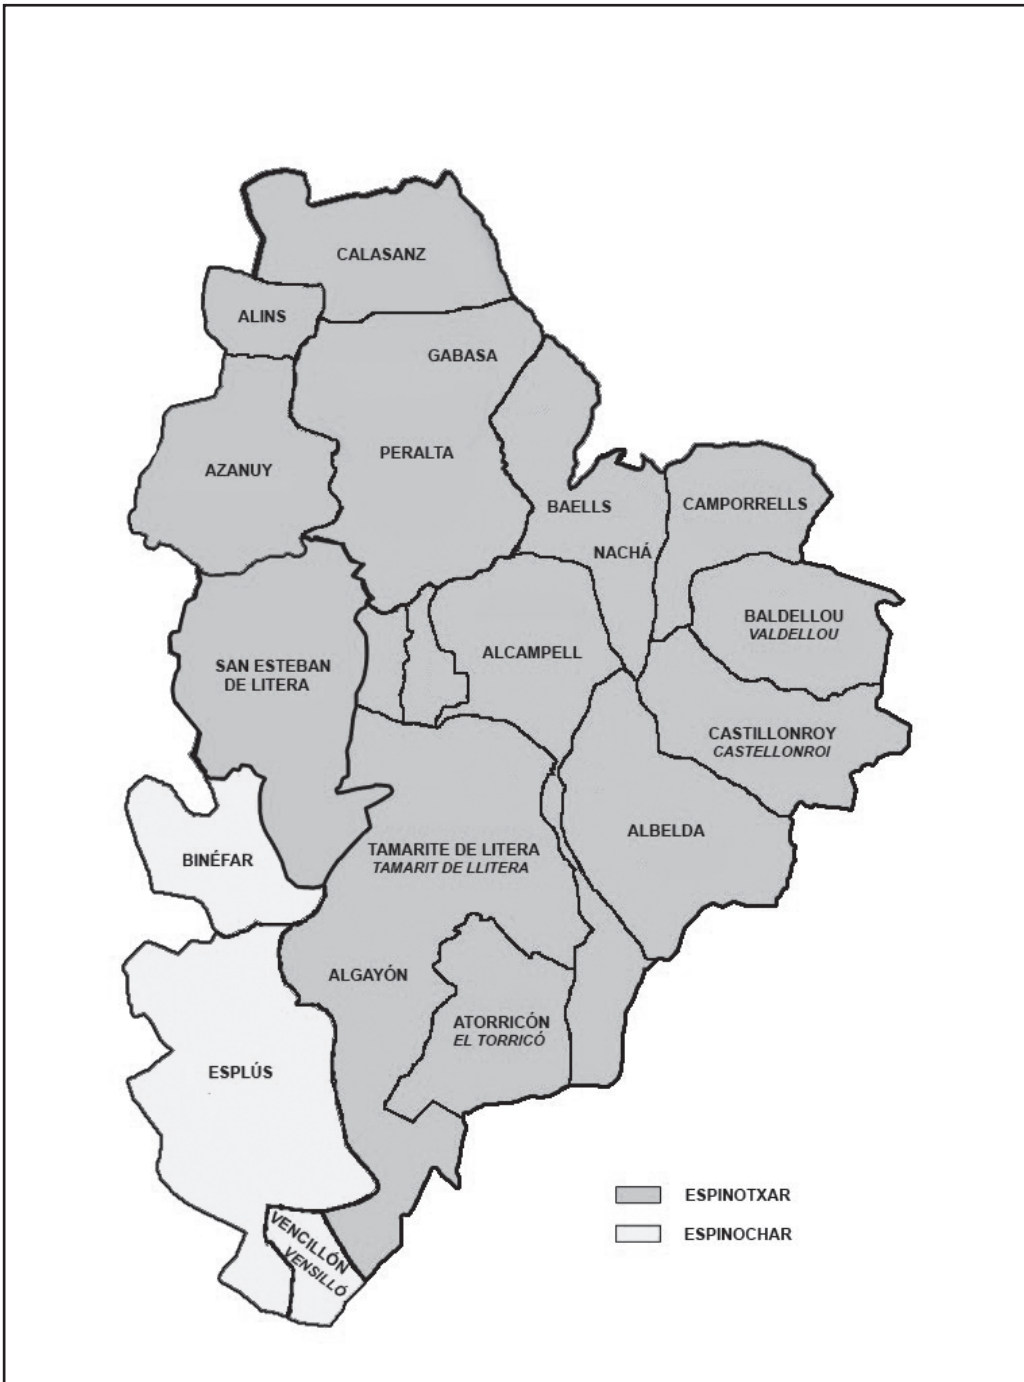 CALASANZ
ALINS
GABASA
PERALTA
AZANUY
BAELLS
CAMPORRELLS
NACHÁ
BALDELLOU
VALDELLOU
ALCAMPELL
SAN ESTEBAN
DE LITERA
CASTILLONROY
CASTELLONROI
ALBELDA
TAMARITE DE LITERA
TAMARIT DE LLITERA
BINÉFAR
ALGAYÓN
ATORRICÓN
EL TORRICÓ
ESPLÚS
VENCILLÓN
VENSILLÓ
ESPINOTXAR
ESPINOCHAR